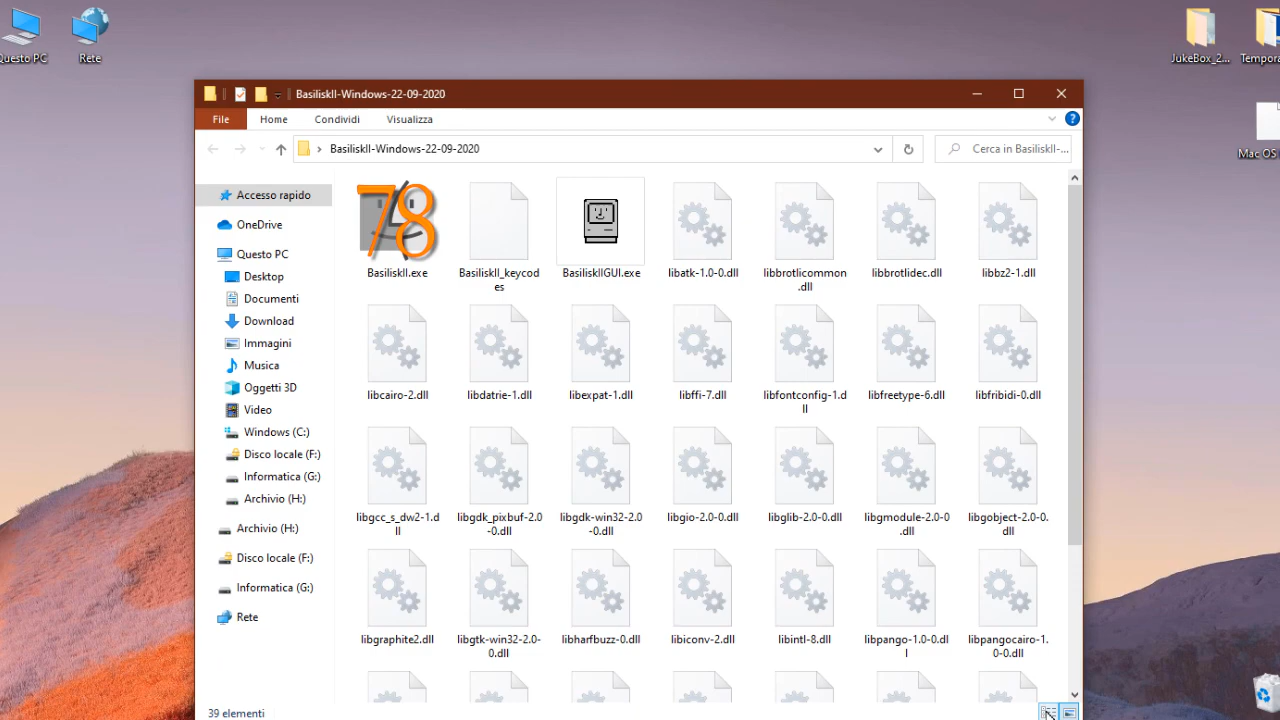 Questo PC
Rete
JukeBox_2...
Tempora
Mac OS
BasiliskII-Windows-22-09-2020
File
Home
Condividi
Visualizza
BasiliskII-Windows-22-09-2020
Cerca in BasiliskII-...
Accesso rapido
OneDrive
Questo PC
Desktop
Documenti
Download
Immagini
Musica
Oggetti 3D
Video
Windows (C:)
Disco locale (F:)
Informatica (G:)
Archivio (H:)
Archivio (H:)
Disco locale (F:)
Informatica (G:)
Rete
78
BasiliskII.exe
BasiliskII_keycod
es
BasiliskIIGUI.exe
libatk-1.0-0.dll
libbrotlicommon
.dll
libbrotlidec.dll
libbz2-1.dll
libcairo-2.dll
libdatrie-1.dll
libexpat-1.dll
libffi-7.dll
libfontconfig-1.d
ll
libfreetype-6.dll
libfribidi-0.dll
libgcc_s_dw2-1.d
ll
libgdk_pixbuf-2.0
-0.dll
libgdk-win32-2.0
-0.dll
libgio-2.0-0.dll
libglib-2.0-0.dll
libgmodule-2.0-0
.dll
libgobject-2.0-0.
dll
libgraphite2.dll
libgtk-win32-2.0-
0.dll
libharfbuzz-0.dll
libiconv-2.dll
libintl-8.dll
libpango-1.0-0.dl
l
libpangocairo-1.
0-0.dll
39 elementi